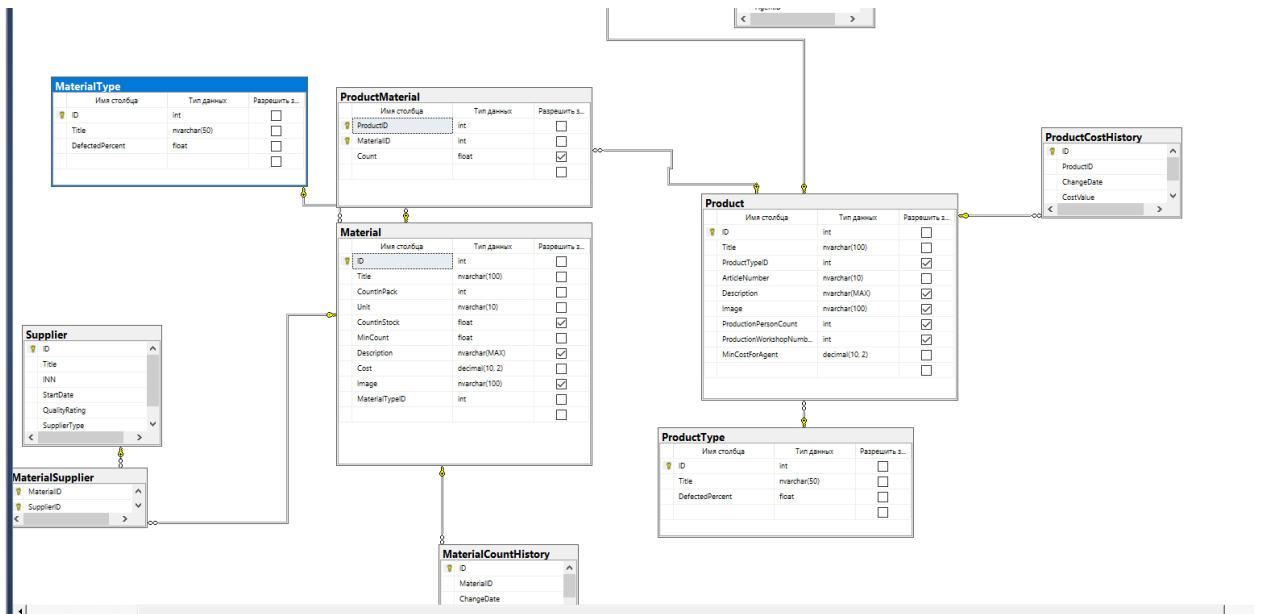 MaterialType
Имя столбца Тип данных Разрешить з...
ID int
Title nvarchar(50)
DefectedPercent float
ProductMaterial
Имя столбца Тип данных Разрешить з...
ProductID int
MaterialID int
Count float
Material
Имя столбца Тип данных Разрешить з...
ID int
Title nvarchar(100)
CountInPack int
Unit nvarchar(10)
CountInStock float
MinCount float
Description nvarchar(MAX)
Cost decimal(10, 2)
Image nvarchar(100)
MaterialTypeID int
Supplier
ID
Title
INN
StartDate
QualityRating
SupplierType
MaterialSupplier
MaterialID
SupplierID
MaterialCountHistory
ID
MaterialID
ChangeDate
Product
Имя столбца Тип данных Разрешить з...
ID int
Title nvarchar(100)
ProductTypeID int
ArticleNumber nvarchar(10)
Description nvarchar(MAX)
Image nvarchar(100)
ProductionPersonCount int
ProductionWorkshopNumb... int
MinCostForAgent decimal(10, 2)
ProductType
Имя столбца Тип данных Разрешить з...
ID int
Title nvarchar(50)
DefectedPercent float
ProductCostHistory
ID
ProductID
ChangeDate
CostValue